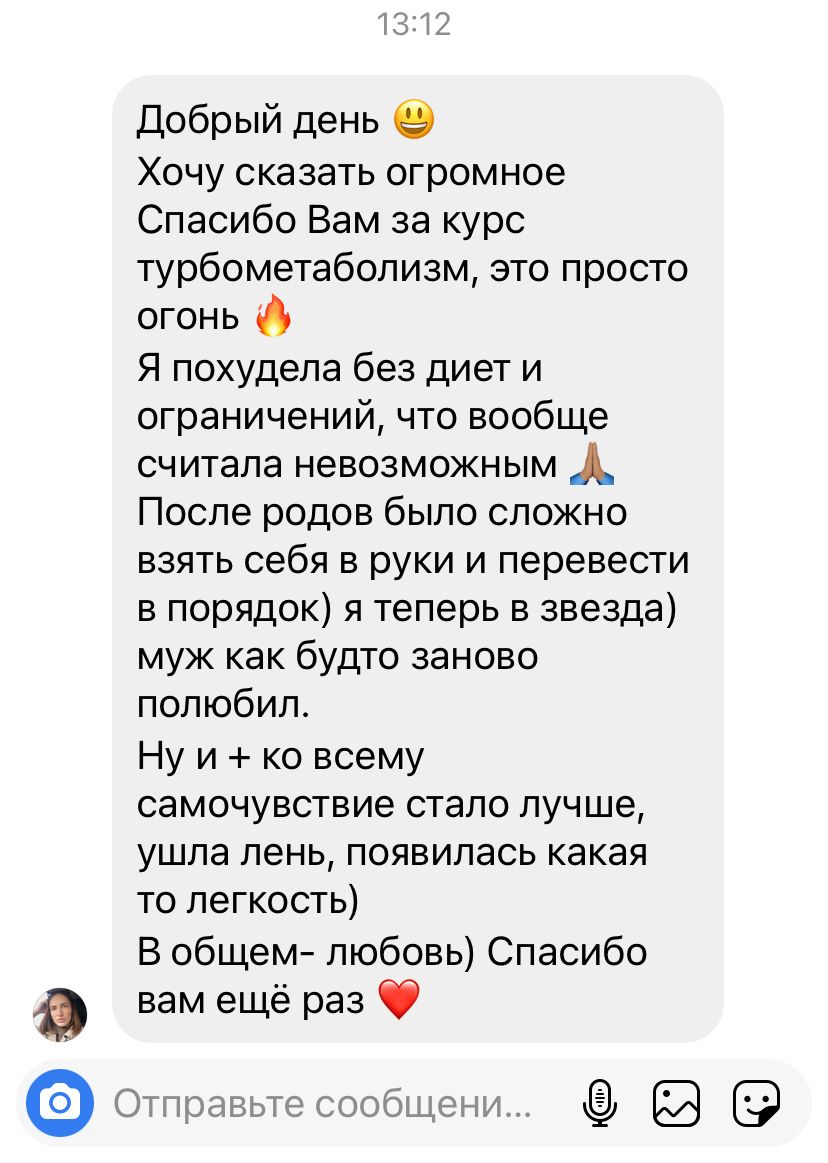 13:12
Добрый день 😃
Хочу сказать огромное
Спасибо Вам за курс
турбометаболизм, это просто
огонь 🔥
Я похудела без диет и
ограничений, что вообще
считала невозможным 🙏🏽
После родов было сложно
взять себя в руки и перевести
в порядок) я теперь в звезда)
муж как будто заново
полюбил.
Ну и + ко всему
самочувствие стало лучше,
ушла лень, появилась какая
то легкость)
В общем- любовь) Спасибо
вам ещё раз ❤️
Отправьте сообщени...